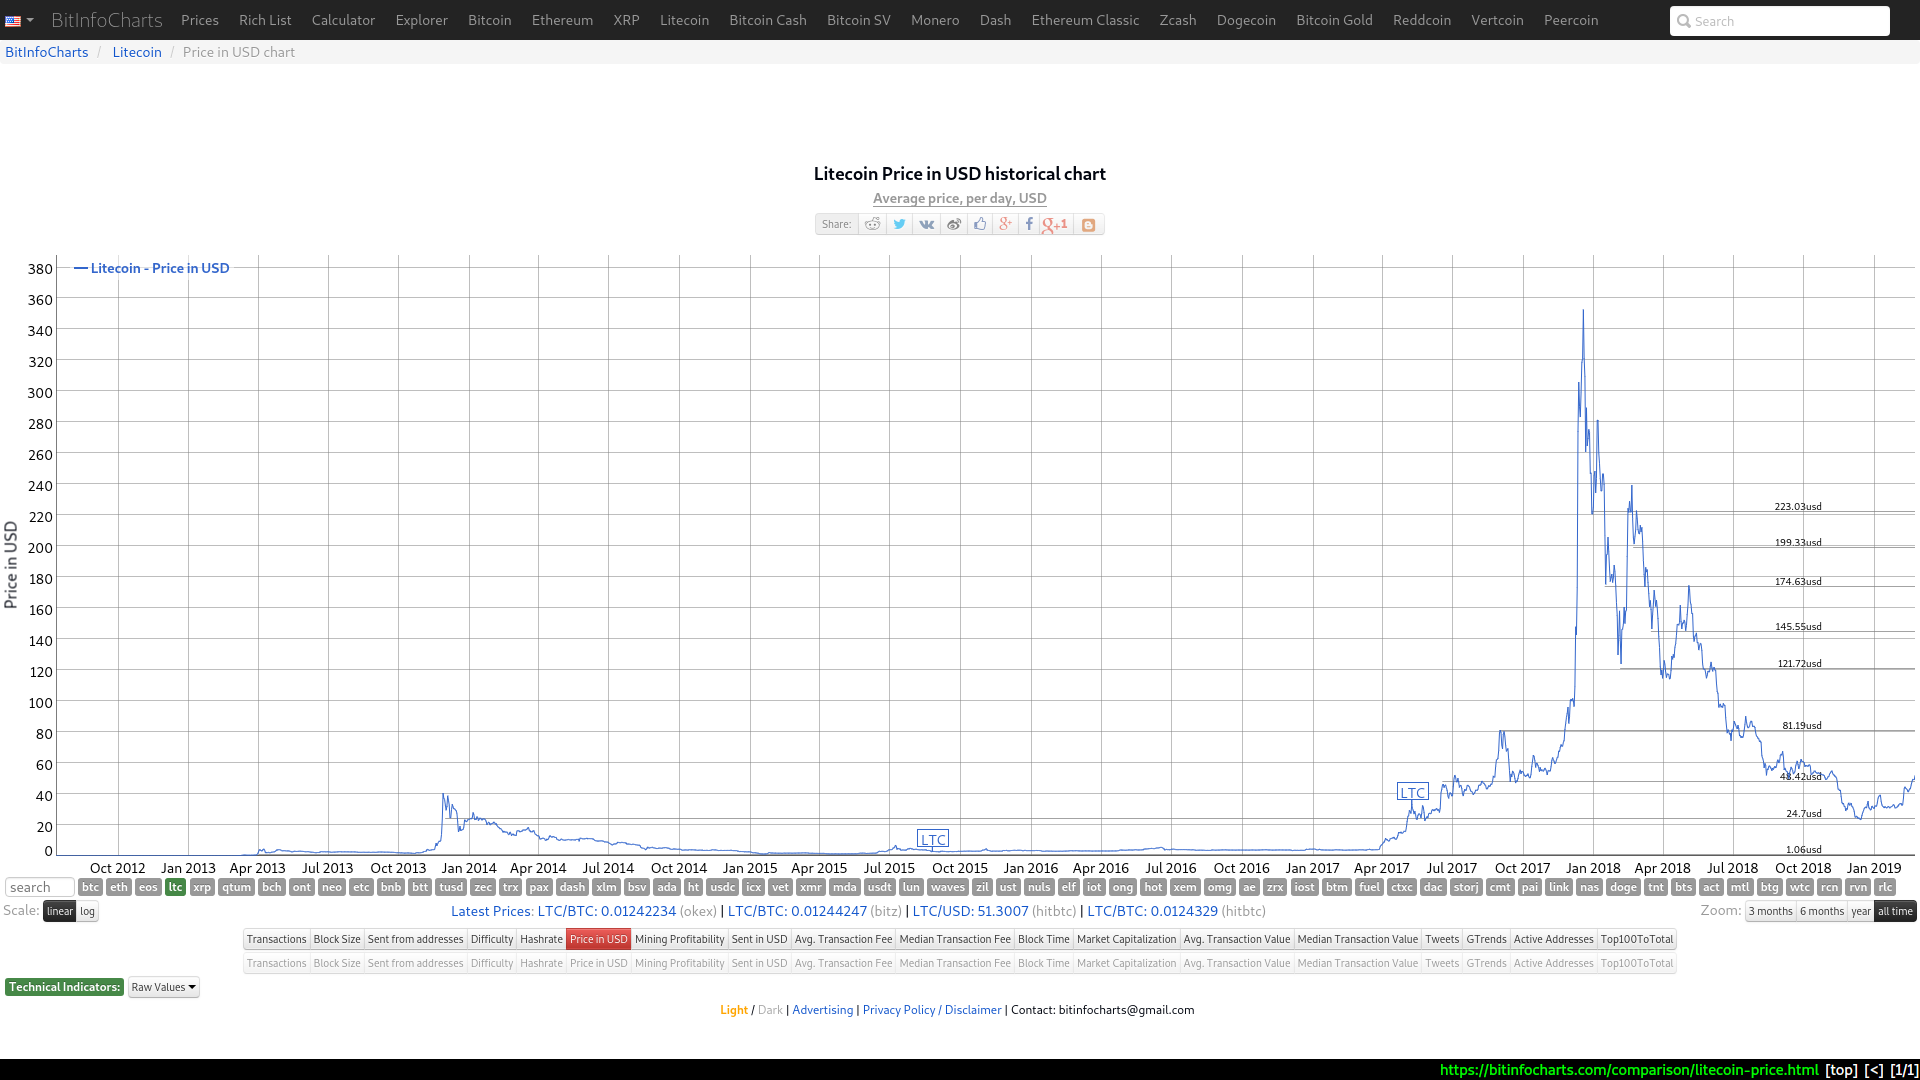 BitInfoCharts Prices Rich List Calculator Explorer Bitcoin Ethereum XRP Litecoin Bitcoin Cash Bitcoin SV Monero Dash Ethereum Classic Zcash Dogecoin Bitcoin Gold Reddcoin Vertcoin Peercoin Search
BitInfoCharts / Litecoin / Price in USD chart
Litecoin Price in USD historical chart
Average price, per day, USD
Share: g+1
Litecoin - Price in USD
Price in USD
380
360
340
320
300
280
260
240
220
200
180
160
140
120
100
80
60
40
20
0
223.03usd
199.33usd
174.63usd
145.55usd
121.72usd
81.19usd
48.42usd
24.7usd
1.06usd
LTC
LTC
Oct 2012 Jan 2013 Apr 2013 Jul 2013 Oct 2013 Jan 2014 Apr 2014 Jul 2014 Oct 2014 Jan 2015 Apr 2015 Jul 2015 Oct 2015 Jan 2016 Apr 2016 Jul 2016 Oct 2016 Jan 2017 Apr 2017 Jul 2017 Oct 2017 Jan 2018 Apr 2018 Jul 2018 Oct 2018 Jan 2019
search btc eth eos ltc xrp qtum bch ont neo etc bnb btt tusd zec trx pax dash xlm bsv ada ht usdc icx vet xmr mda usdt lun waves zil ust nuls elf iot ong hot xem omg ae zrx iost btm fuel ctxc dac storj cmt pai link nas doge tnt bts act mtl btg wtc rcn rvn rlc
Scale: linear log
Latest Prices: LTC/BTC: 0.01242234 (okex) | LTC/BTC: 0.01244247 (bitz) | LTC/USD: 51.3007 (hitbtc) | LTC/BTC: 0.0124329 (hitbtc)
Zoom: 3 months 6 months year all time
Transactions Block Size Sent from addresses Difficulty Hashrate Price in USD Mining Profitability Sent in USD Avg. Transaction Fee Median Transaction Fee Block Time Market Capitalization Avg. Transaction Value Median Transaction Value Tweets GTrends Active Addresses Top100ToTotal
Transactions Block Size Sent from addresses Difficulty Hashrate Price in USD Mining Profitability Sent in USD Avg. Transaction Fee Median Transaction Fee Block Time Market Capitalization Avg. Transaction Value Median Transaction Value Tweets GTrends Active Addresses Top100ToTotal
Technical Indicators: Raw Values
Light / Dark | Advertising | Privacy Policy / Disclaimer | Contact: bitinfocharts@gmail.com
https://bitinfocharts.com/comparison/litecoin-price.html [top] [<] [1/1]